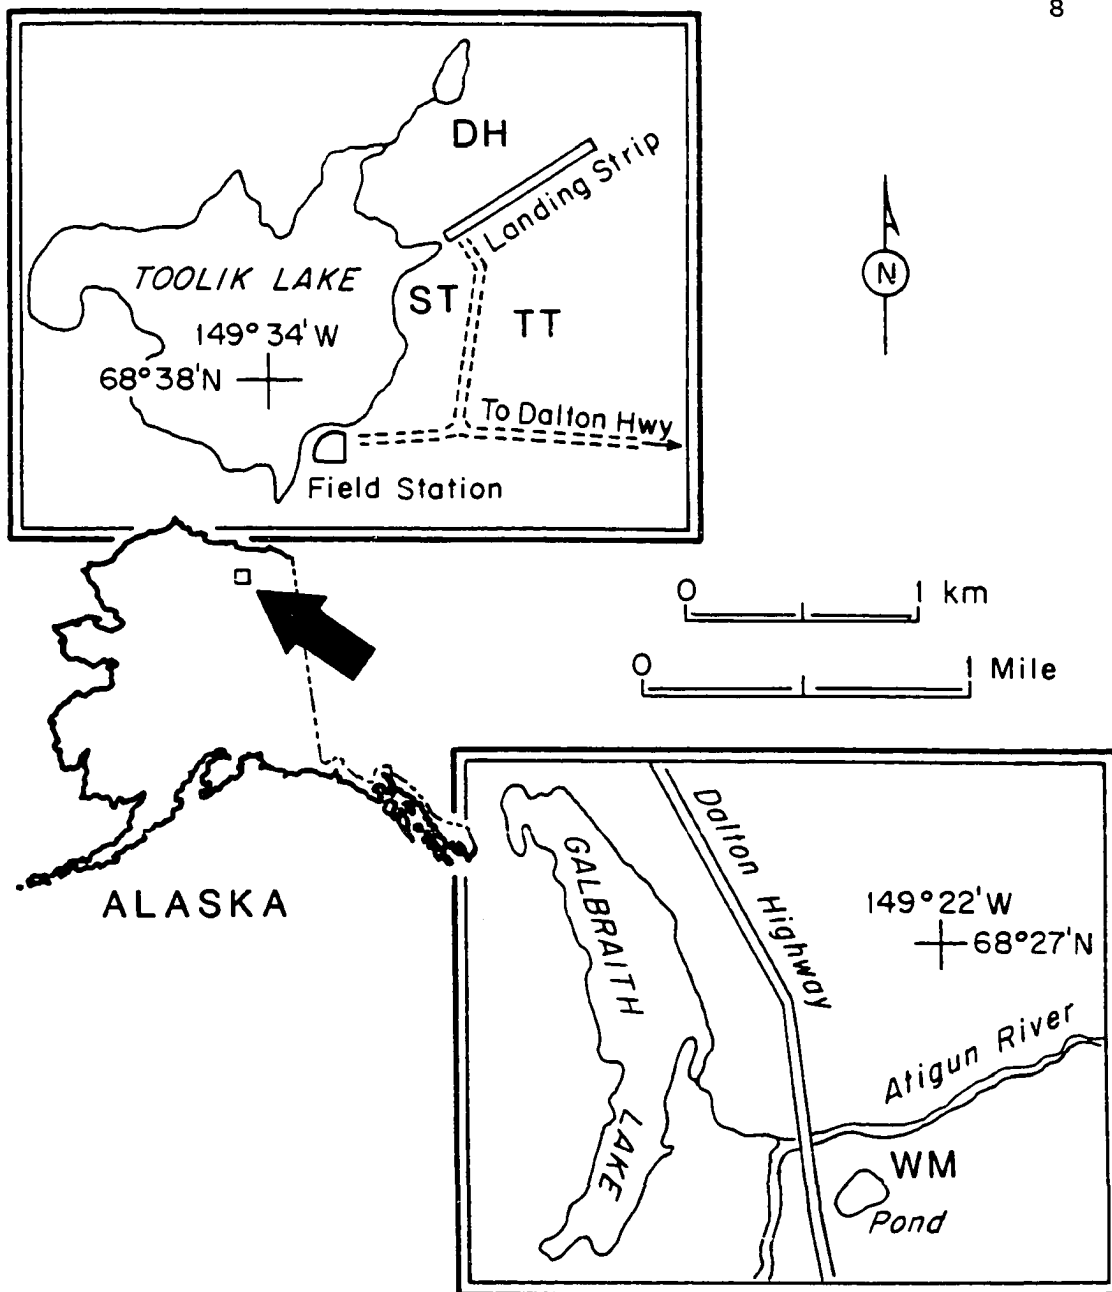 8
DH
Landing Strip
TOOLIK LAKE
ST
TT
149° 34' W
68° 38' N
To Dalton Hwy
Field Station
N
0 1 km
0 1 Mile
ALASKA
GALBRAITH LAKE
Dalton Highway
149° 22' W
68° 27' N
Atigun River
WM
Pond